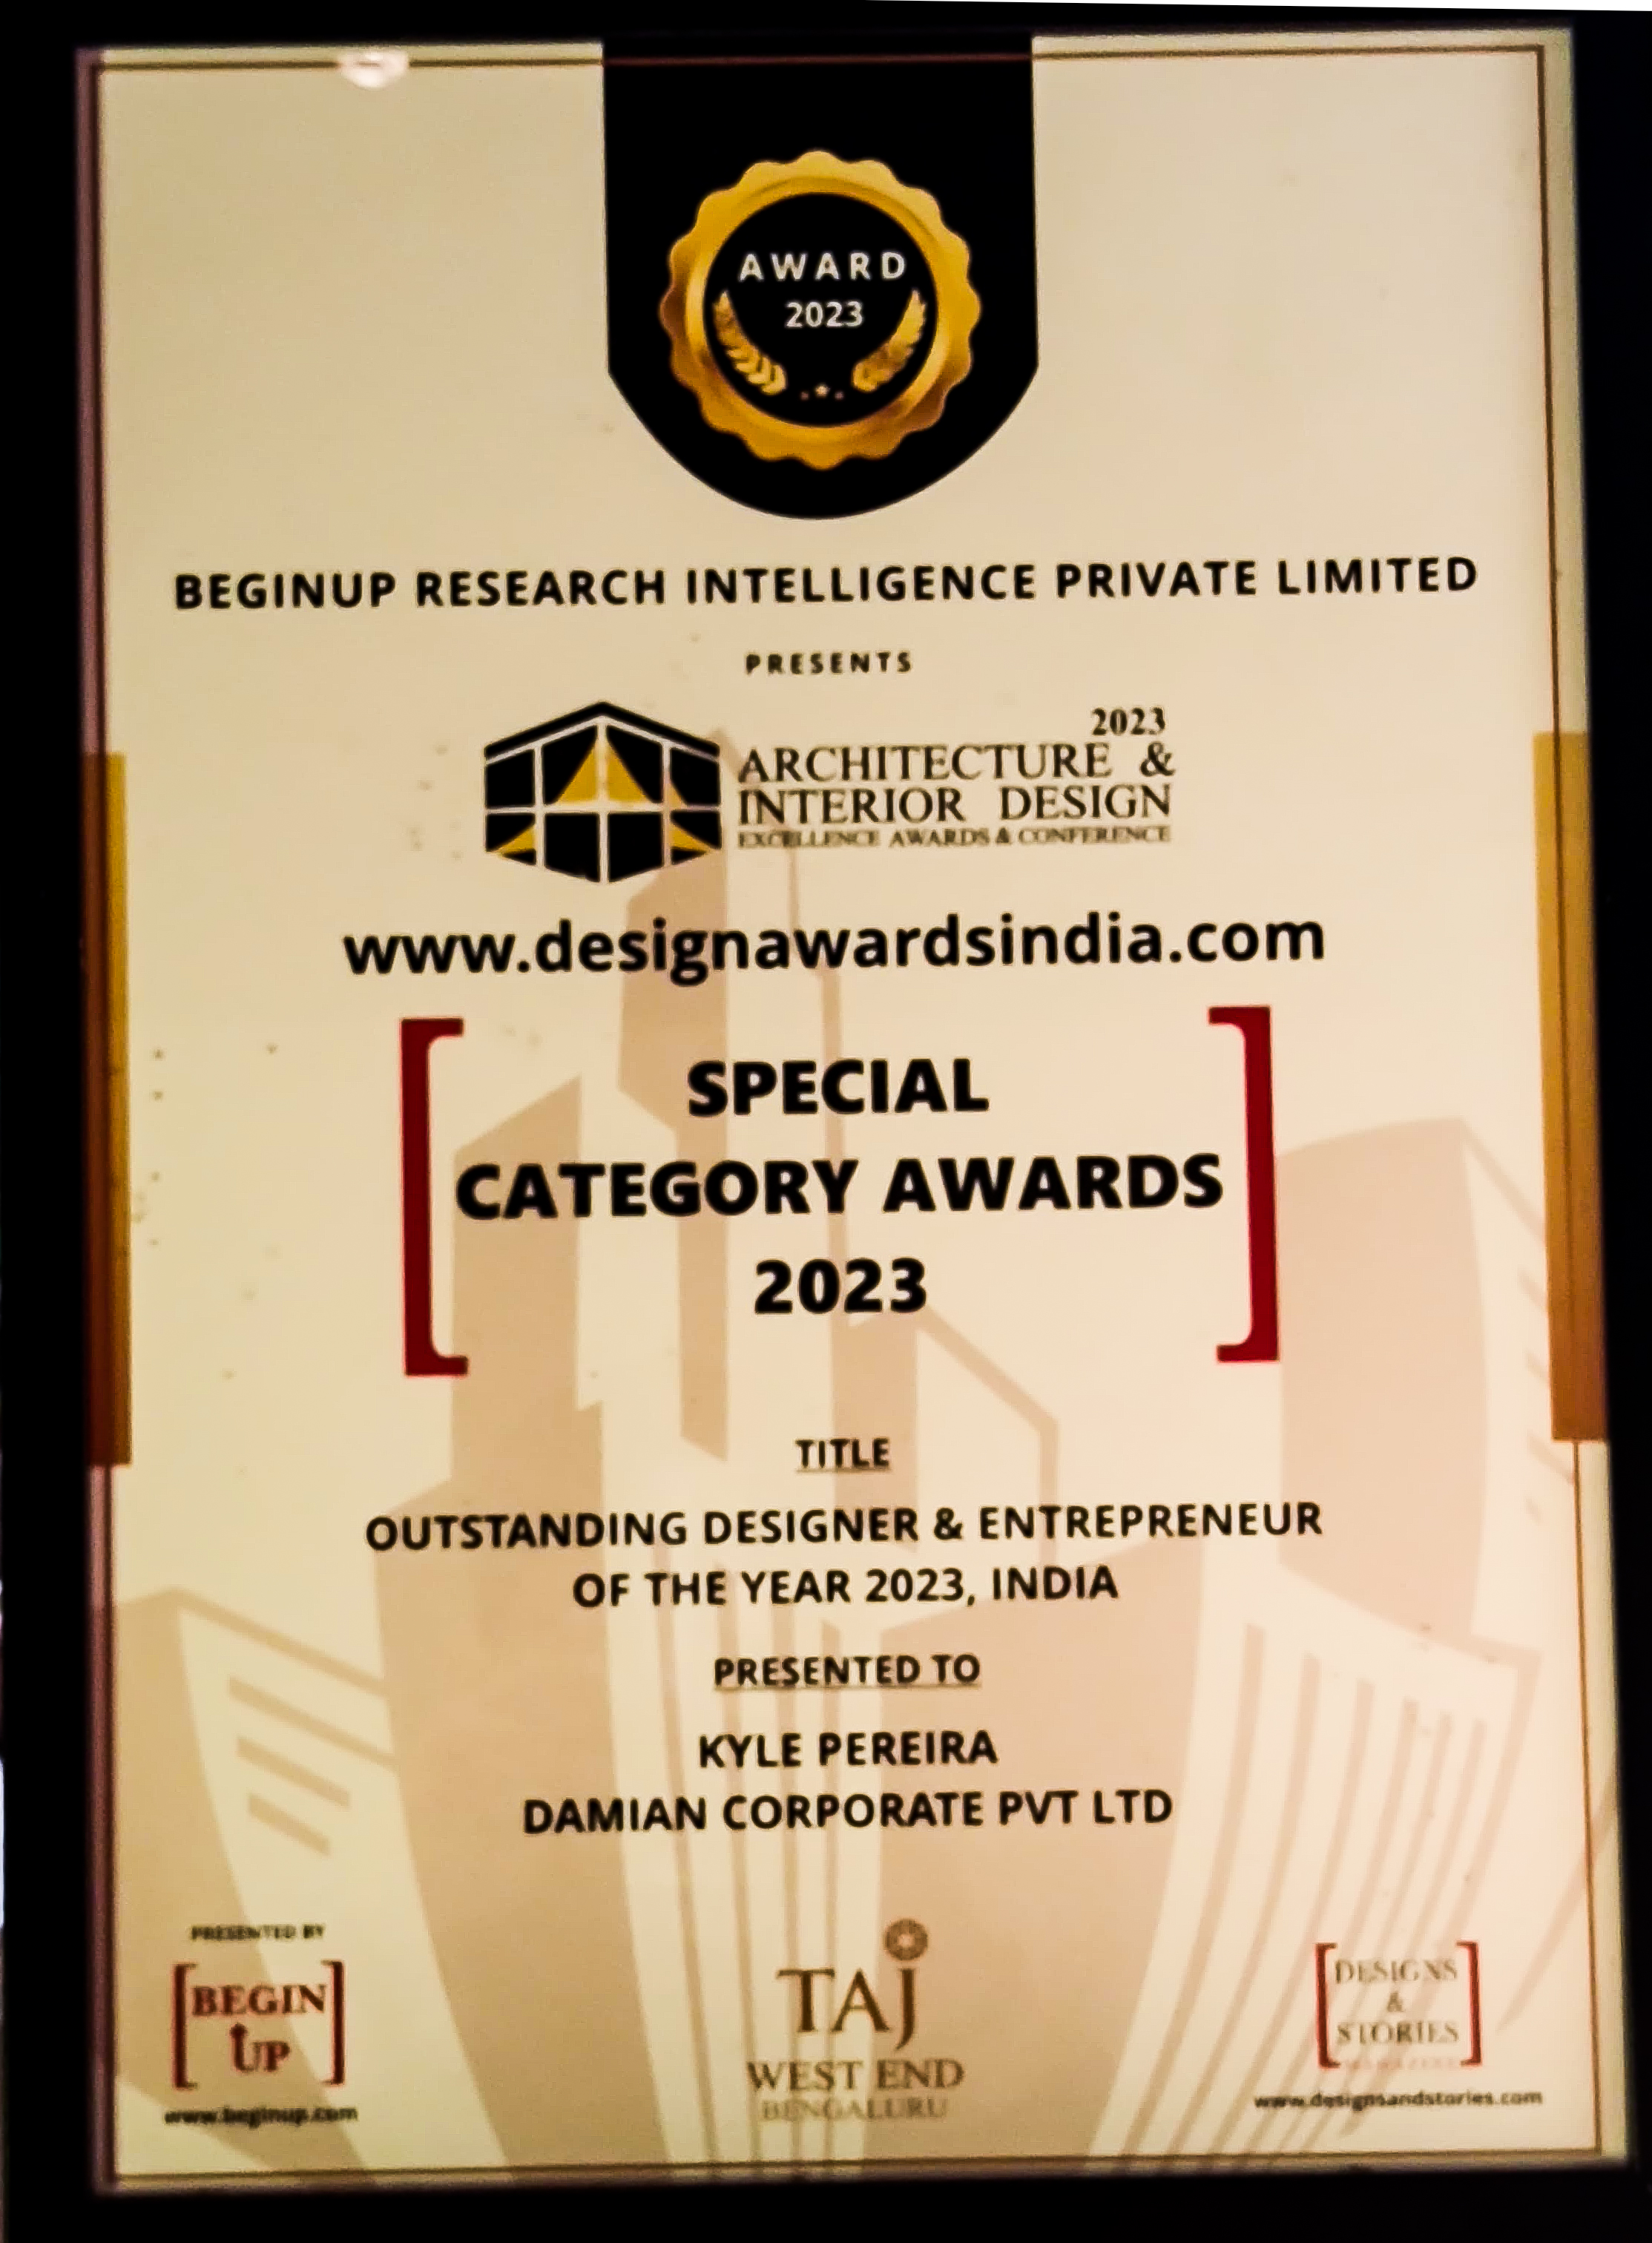 AWARD
2023
BEGINUP RESEARCH INTELLIGENCE PRIVATE LIMITED
PRESENTS
2023
ARCHITECTURE &
INTERIOR DESIGN
EXCELLENCE AWARDS & CONFERENCE
www.designawardsindia.com
SPECIAL
CATEGORY AWARDS
2023
TITLE
OUTSTANDING DESIGNER & ENTREPRENEUR
OF THE YEAR 2023, INDIA
PRESENTED TO
KYLE PEREIRA
DAMIAN CORPORATE PVT LTD
PRESENTED BY
BEGIN
UP
www.beginup.com
TAJ
WEST END
BENGALURU
DESIGNS
&
STORIES
www.designsandstories.com